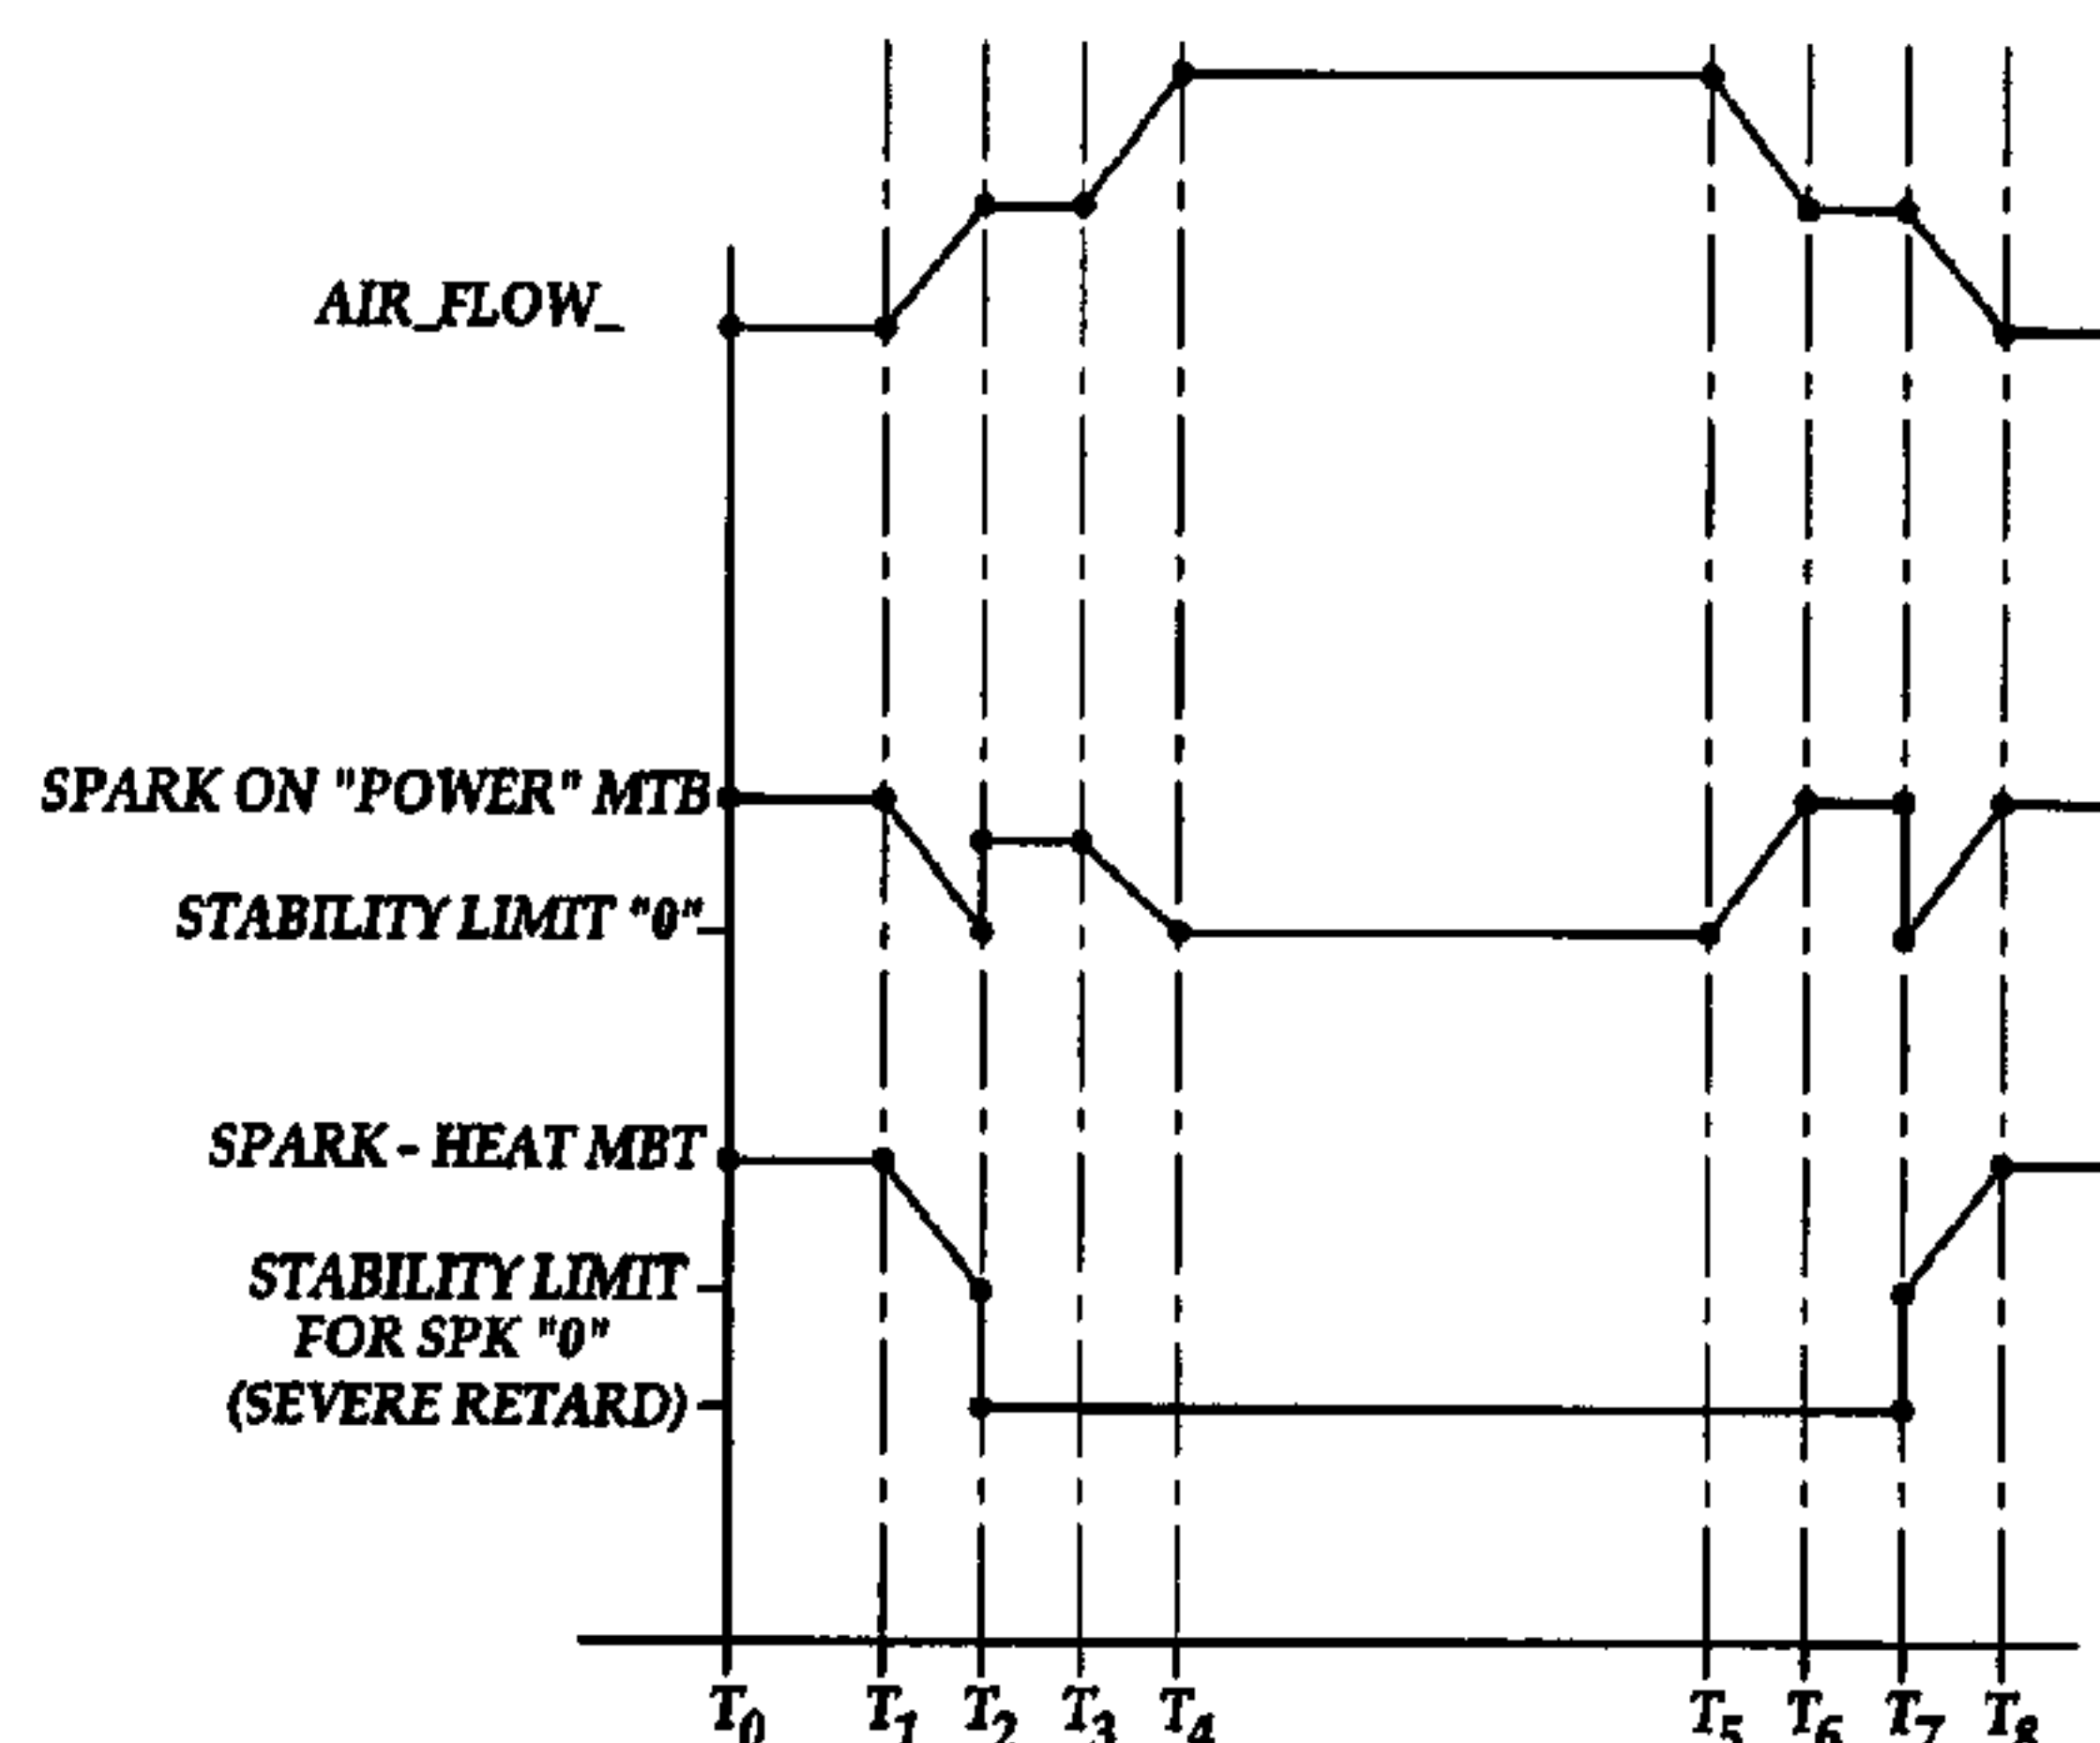 AIR_FLOW_
SPARK ON "POWER" MTB
STABILITY LIMIT "0"
SPARK - HEAT MBT
STABILITY LIMIT
FOR SPK "0"
(SEVERE RETARD)
T0 T1 T2 T3 T4 T5 T6 T7 T8